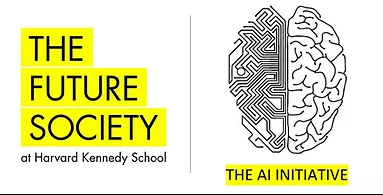 THE
FUTURE
SOCIETY
at Harvard Kennedy School
THE AI INITIATIVE